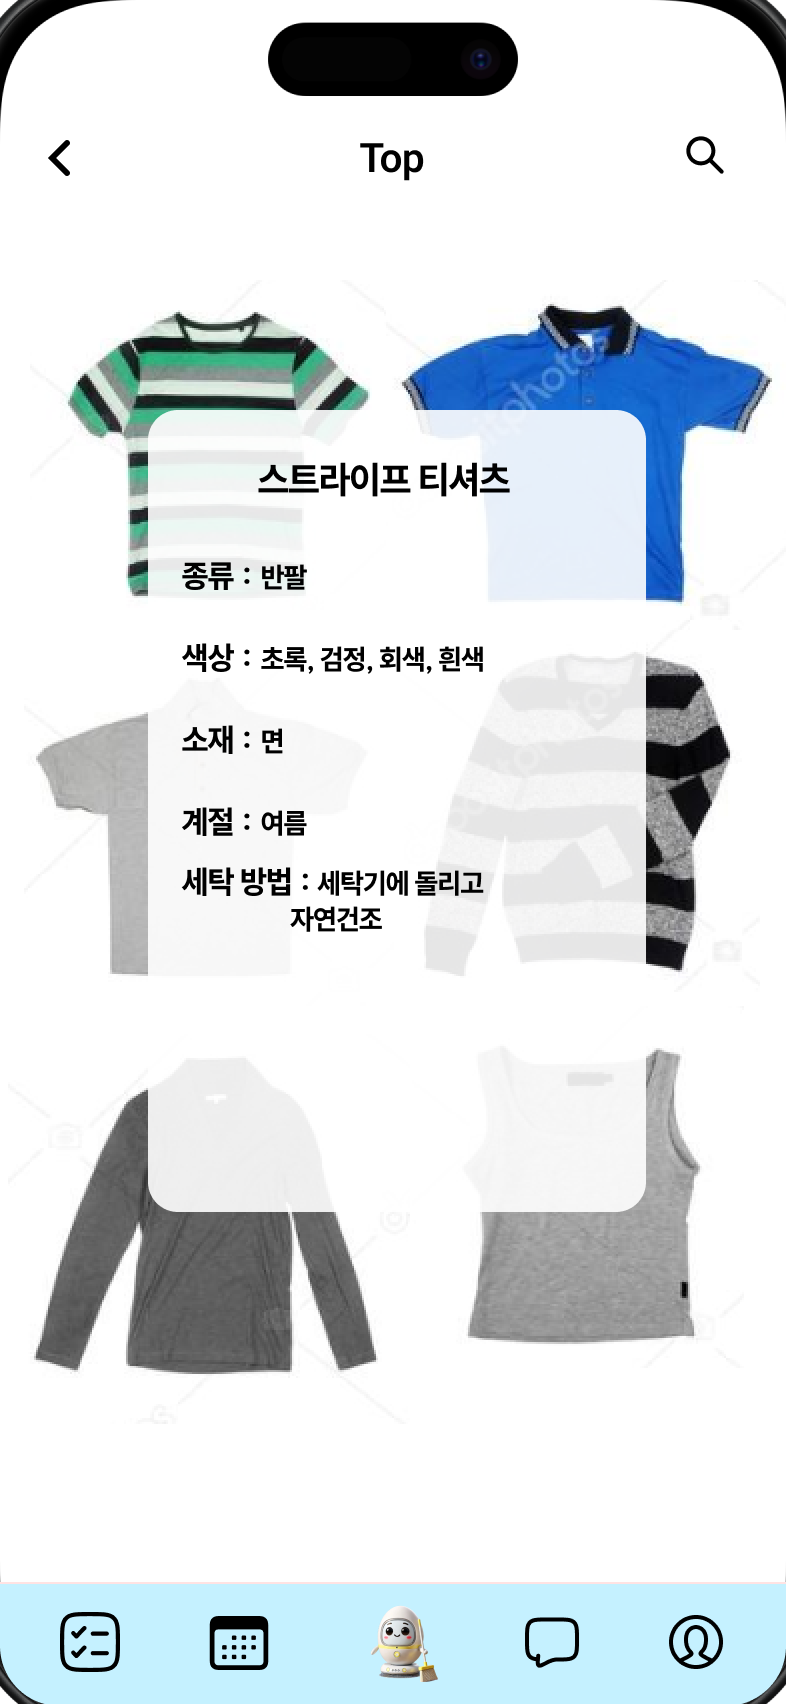 Top
스트라이프 티셔츠
종류 : 반팔
색상 : 초록, 검정, 회색, 흰색
소재 : 면
계절 : 여름
세탁 방법 : 세탁기에 돌리고
자연건조